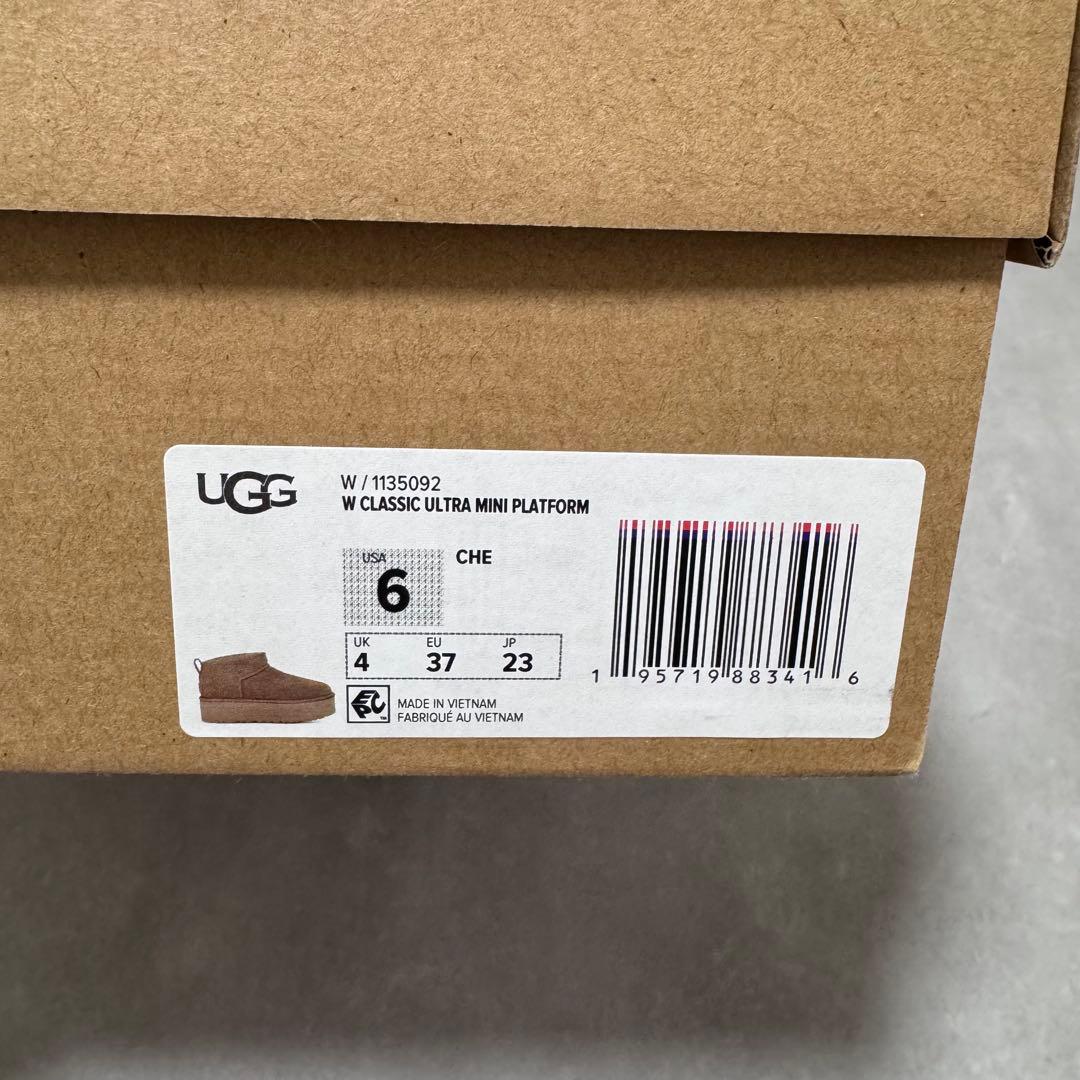 UGG
W / 1135092
W CLASSIC ULTRA MINI PLATFORM
USA
6
CHE
UK
4
EU
37
JP
23
EPC™
MADE IN VIETNAM
FABRIQUÉ AU VIETNAM
1 95719 88341 6